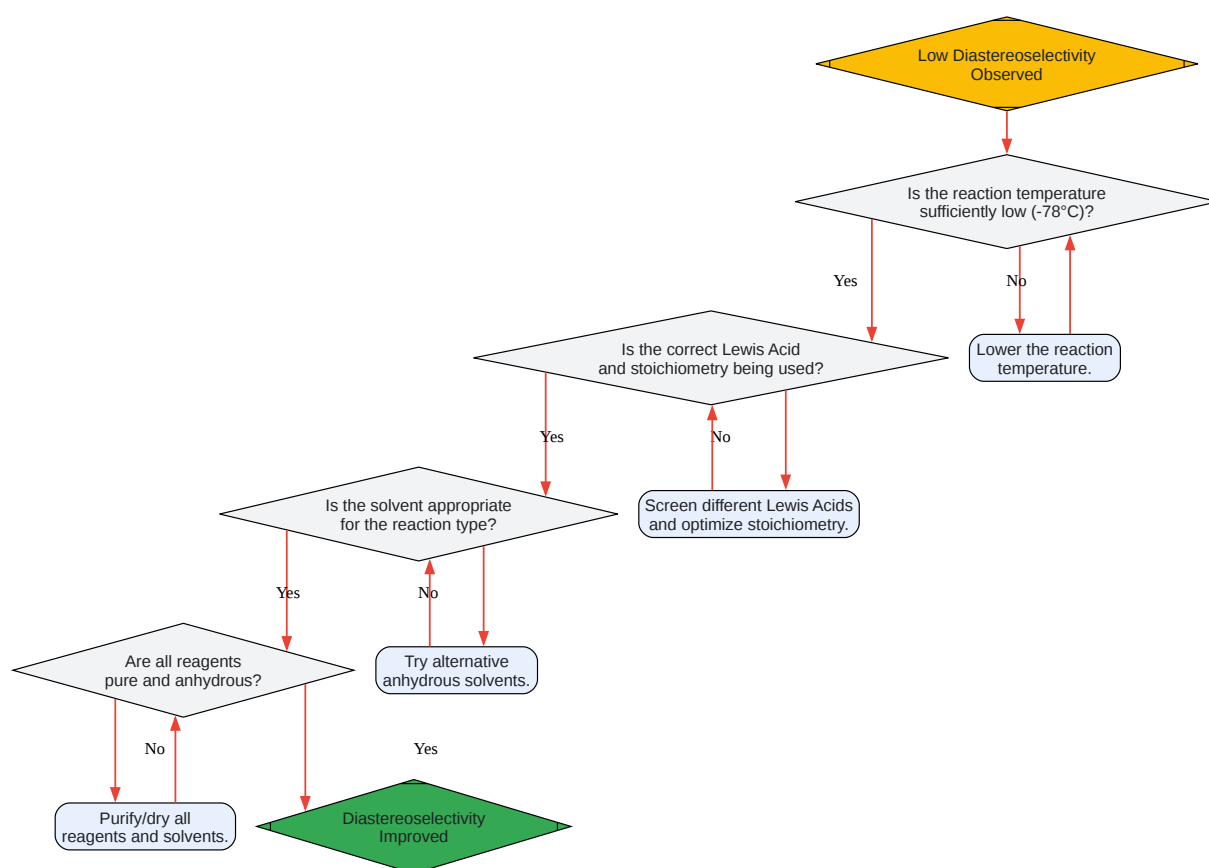 Low Diastereoselectivity
Observed
Is the reaction temperature
sufficiently low (-78°C)?
Yes
No
Lower the reaction
temperature.
Is the correct Lewis Acid
and stoichiometry being used?
Yes
No
Screen different Lewis Acids
and optimize stoichiometry.
Is the solvent appropriate
for the reaction type?
Yes
No
Try alternative
anhydrous solvents.
Are all reagents
pure and anhydrous?
No
Yes
Purify/dry all
reagents and solvents.
Diastereoselectivity
Improved